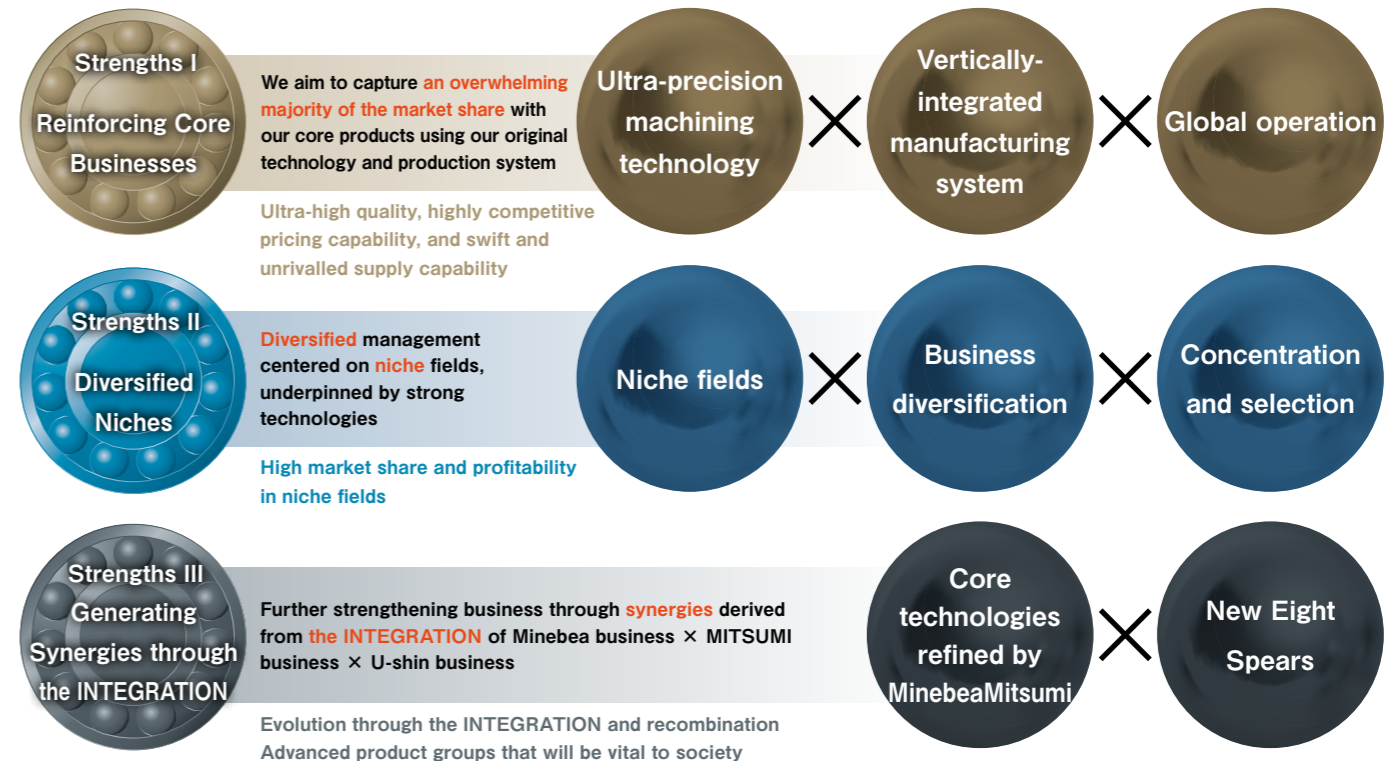 Strengths I
Reinforcing Core
Businesses
We aim to capture an overwhelming
majority of the market share with
our core products using our original
technology and production system
Ultra-high quality, highly competitive
pricing capability, and swift and
unrivalled supply capability
Ultra-precision
machining
technology
×
Vertically-
integrated
manufacturing
system
×
Global operation
Strengths II
Diversified
Niches
Diversified management
centered on niche fields,
underpinned by strong
technologies
High market share and profitability
in niche fields
Niche fields
×
Business
diversification
×
Concentration
and selection
Strengths III
Generating
Synergies through
the INTEGRATION
Further strengthening business through synergies derived
from the INTEGRATION of Minebea business × MITSUMI
business × U-shin business
Evolution through the INTEGRATION and recombination
Advanced product groups that will be vital to society
Core
technologies
refined by
MinebeaMitsumi
×
New Eight
Spears